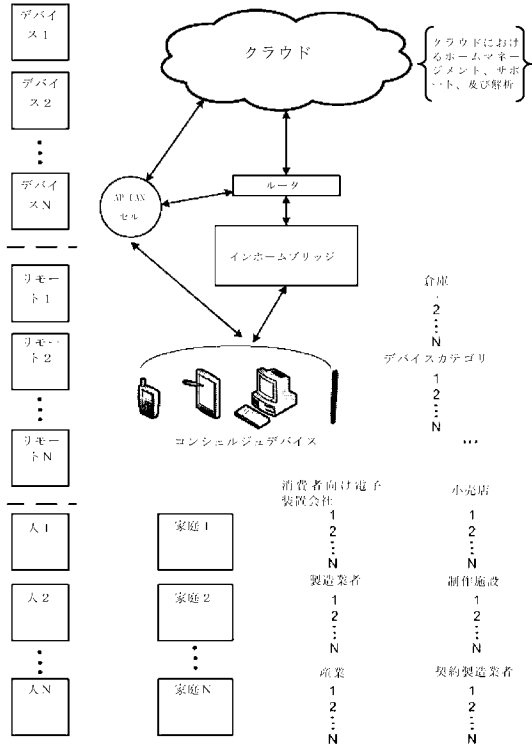 デバイ
ス1
デバイ
ス2
デバイ
スN
クラウド
クラウドにおけ
るホームマネー
ジメント、サポ
ート、及び解析
ルータ
セル
インホームブリッジ
リモー
ト1
リモー
ト2
リモー
トN
コンシェルジュデバイス
倉庫
2
N
デバイスカテゴリ
1
2
N
...
人1
人2
人N
家庭1
家庭2
家庭N
消費者向け電子
装置会社
1
2
N
小売店
1
2
N
製造業者
1
2
N
制作施設
1
2
N
産業
1
2
N
契約製造業者
1
2
N